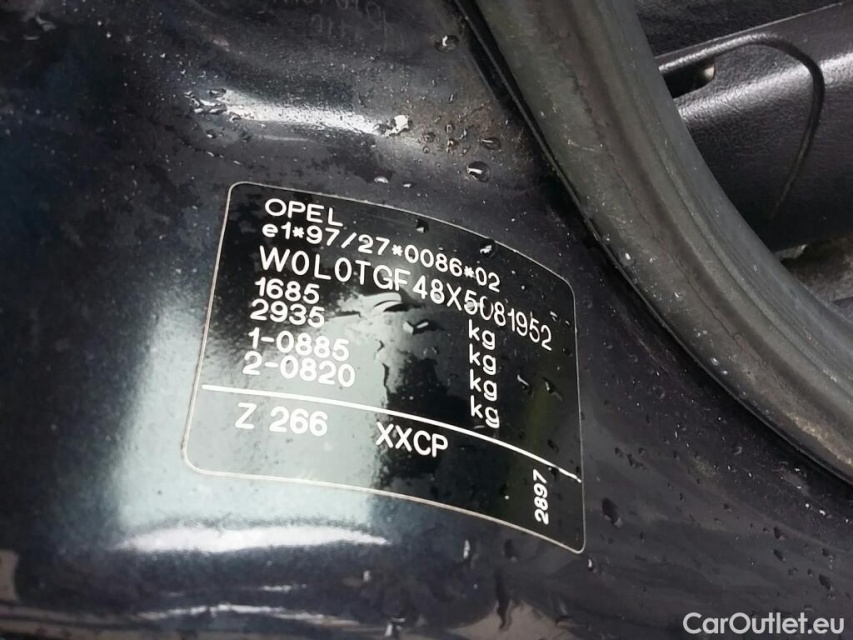 OPEL
e1*97/27*0086*02
W0L0TGF48X5081952
1685 kg
2935 kg
1-0885 kg
2-0820 kg
Z 266 XXCP
2897
CarOutlet.eu